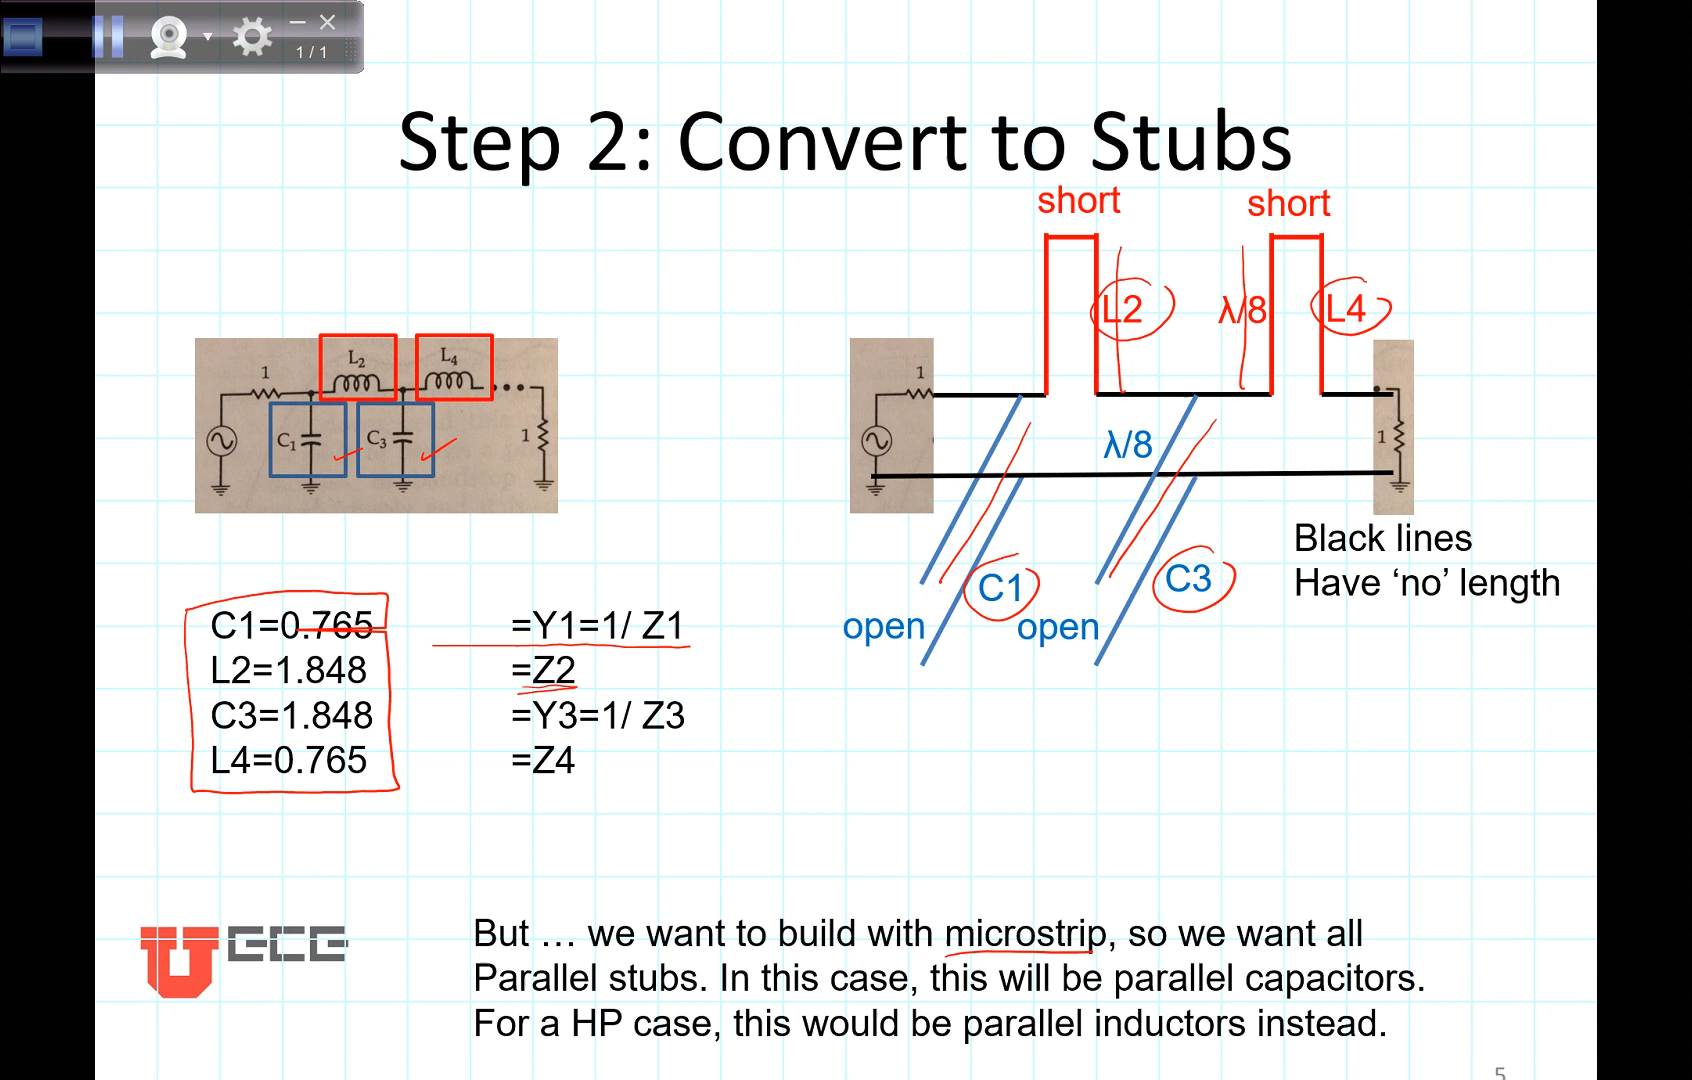 1/1
Step 2: Convert to Stubs
short
short
L2
λ/8
L4
1
L2
L4
C1
C3
1
1
λ/8
1
C1
C3
open
open
Black lines
Have ‘no’ length
C1=0.765 =Y1=1/ Z1
L2=1.848 =Z2
C3=1.848 =Y3=1/ Z3
L4=0.765 =Z4
U ECE
But … we want to build with microstrip, so we want all
Parallel stubs. In this case, this will be parallel capacitors.
For a HP case, this would be parallel inductors instead.
5